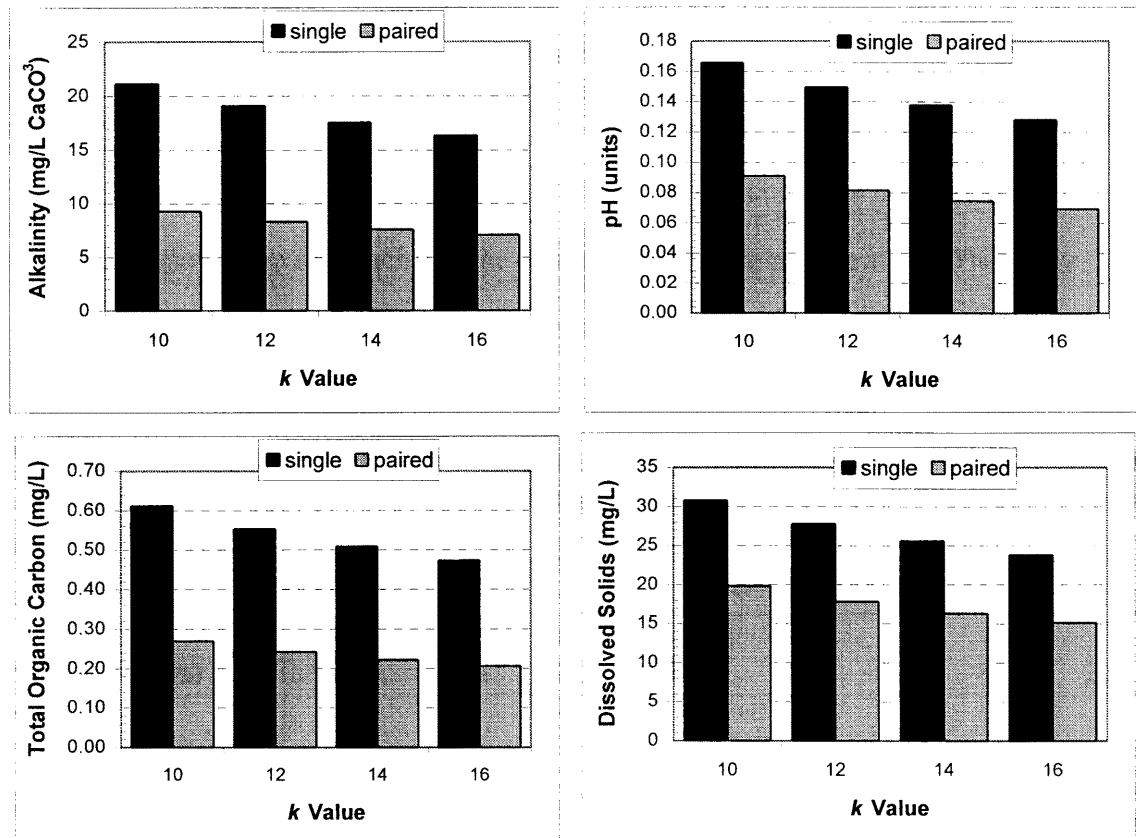 single paired
Alkalinity (mg/L CaCO³)
25
20
15
10
5
0
10 12 14 16
k Value
single paired
pH (units)
0.18
0.16
0.14
0.12
0.10
0.08
0.06
0.04
0.02
0.00
10 12 14 16
k Value
single paired
Total Organic Carbon (mg/L)
0.70
0.60
0.50
0.40
0.30
0.20
0.10
0.00
10 12 14 16
k Value
single paired
Dissolved Solids (mg/L)
35
30
25
20
15
10
5
0
10 12 14 16
k Value